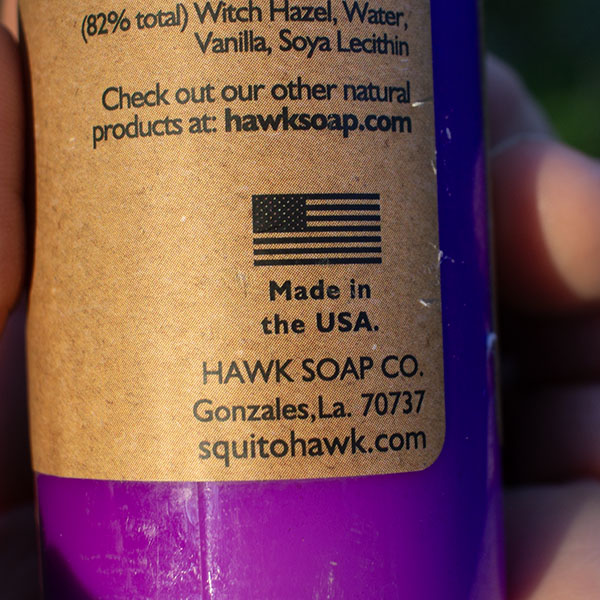 (82% total) Witch Hazel, Water,
Vanilla, Soya Lecithin
Check out our other natural
products at: hawksoap.com
Made in
the USA.
HAWK SOAP CO.
Gonzales,La. 70737
squitohawk.com